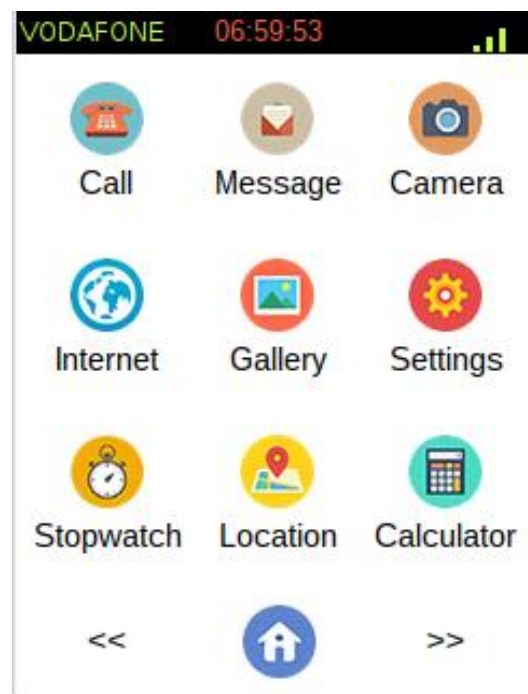 VODAFONE 06:59:53
Call Message Camera
Internet Gallery Settings
Stopwatch Location Calculator
<< >>